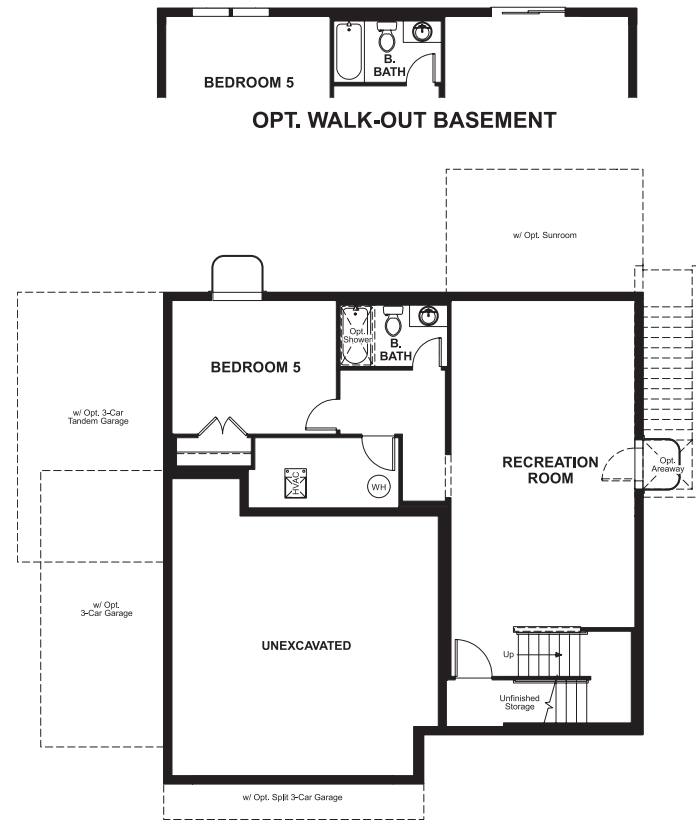 BEDROOM 5
B.
BATH
OPT. WALK-OUT BASEMENT
w/ Opt. Sunroom
Opt.
Shower
B.
BATH
BEDROOM 5
w/ Opt. 3-Car
Tandem Garage
RECREATION
ROOM
Opt.
Areaway
HVAC
WH
w/ Opt.
3-Car Garage
UNEXCAVATED
Up
Unfinished
Storage
w/ Opt. Split 3-Car Garage